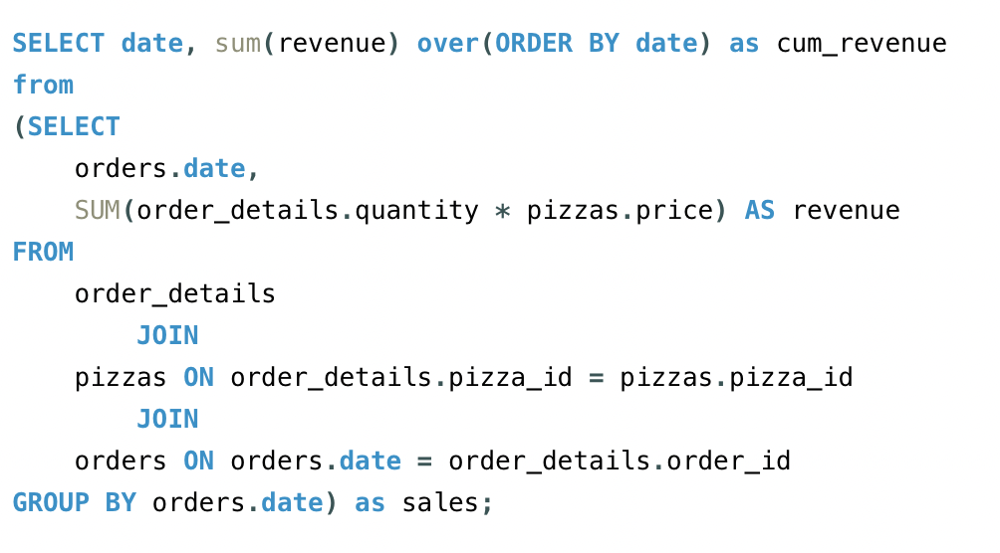 SELECT date, sum(revenue) over(ORDER BY date) as cum_revenue
from
(SELECT
    orders.date,
    SUM(order_details.quantity * pizzas.price) AS revenue
FROM
    order_details
        JOIN
    pizzas ON order_details.pizza_id = pizzas.pizza_id
        JOIN
    orders ON orders.date = order_details.order_id
GROUP BY orders.date) as sales;